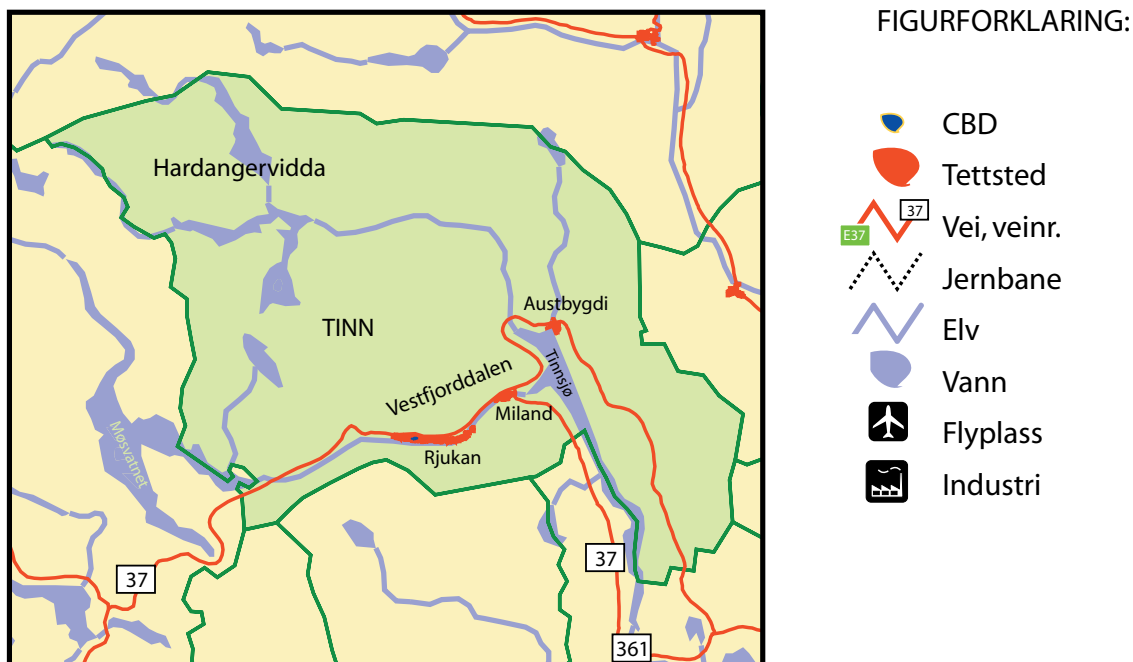 FIGURFORKLARING:
CBD
Tettsted
37
E37
Vei, veinr.
Jernbane
Elv
Vann
Flyplass
Industri
Hardangervidda
Austbygdi
TINN
Tinnsjø
Vestfjorddalen
Miland
Møsvatnet
Rjukan
37
37
361